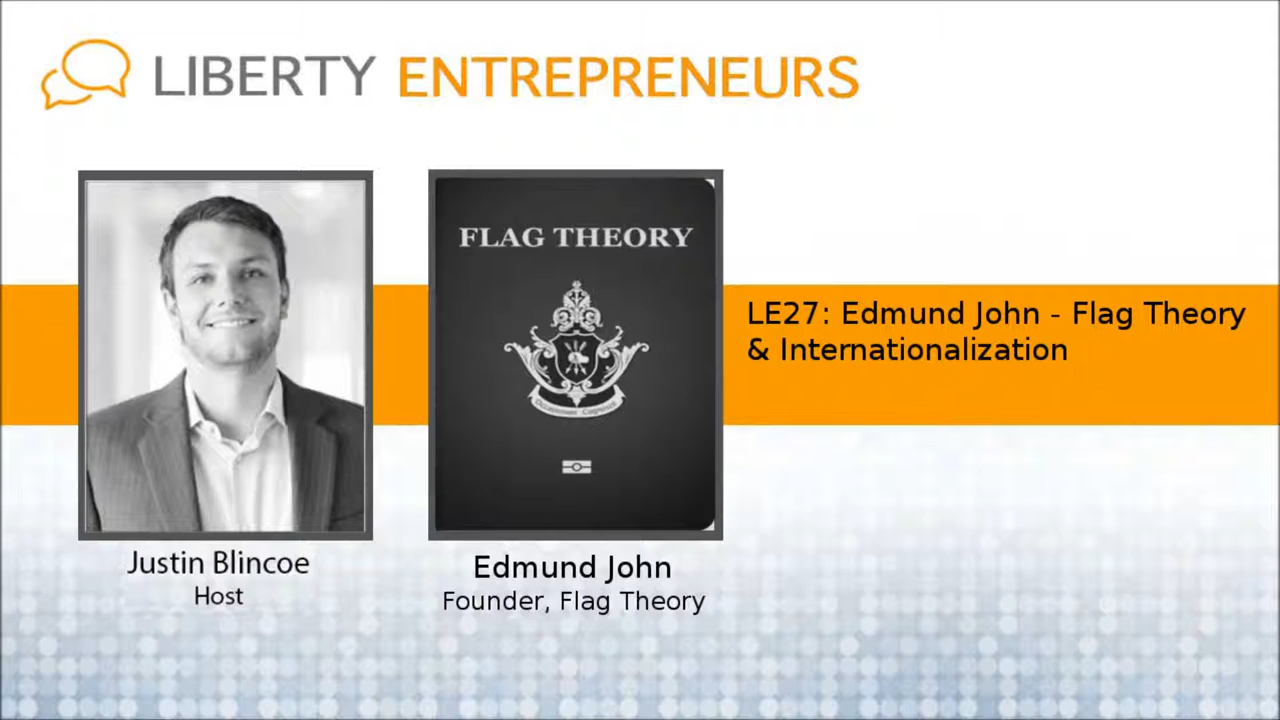 LIBERTY ENTREPRENEURS
FLAG THEORY
LE27: Edmund John - Flag Theory
& Internationalization
Justin Blincoe
Host
Edmund John
Founder, Flag Theory